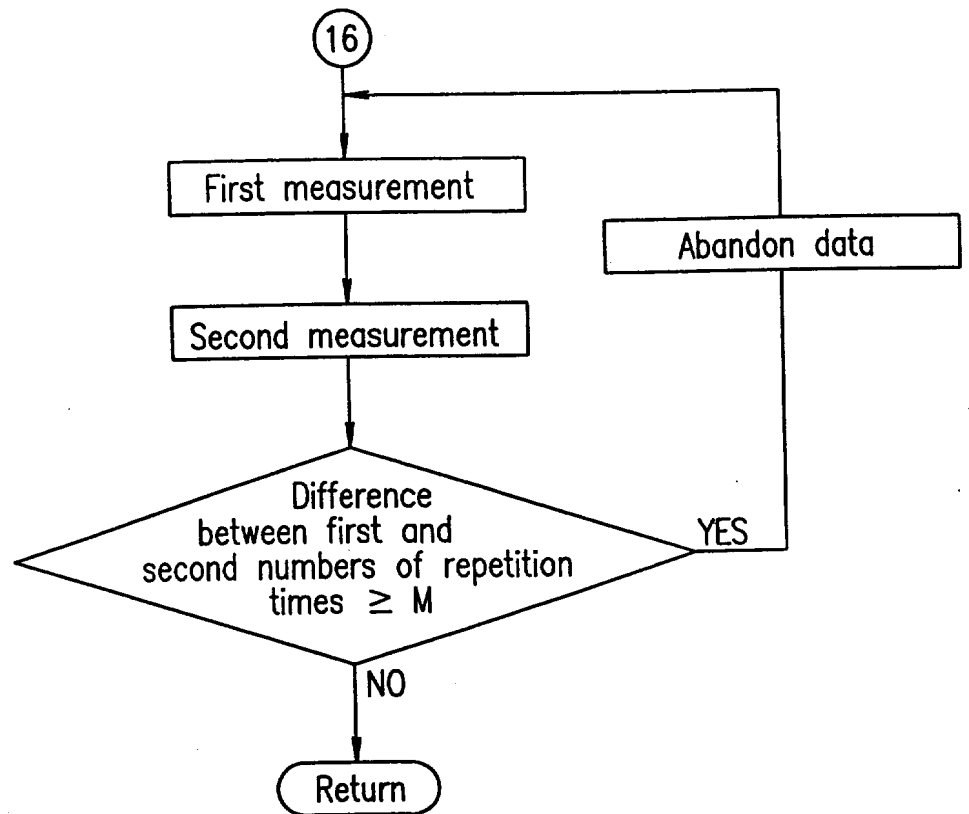 16
First measurement
Abandon data
Second measurement
Difference
between first and
second numbers of repetition
times ≥ M
YES
NO
Return